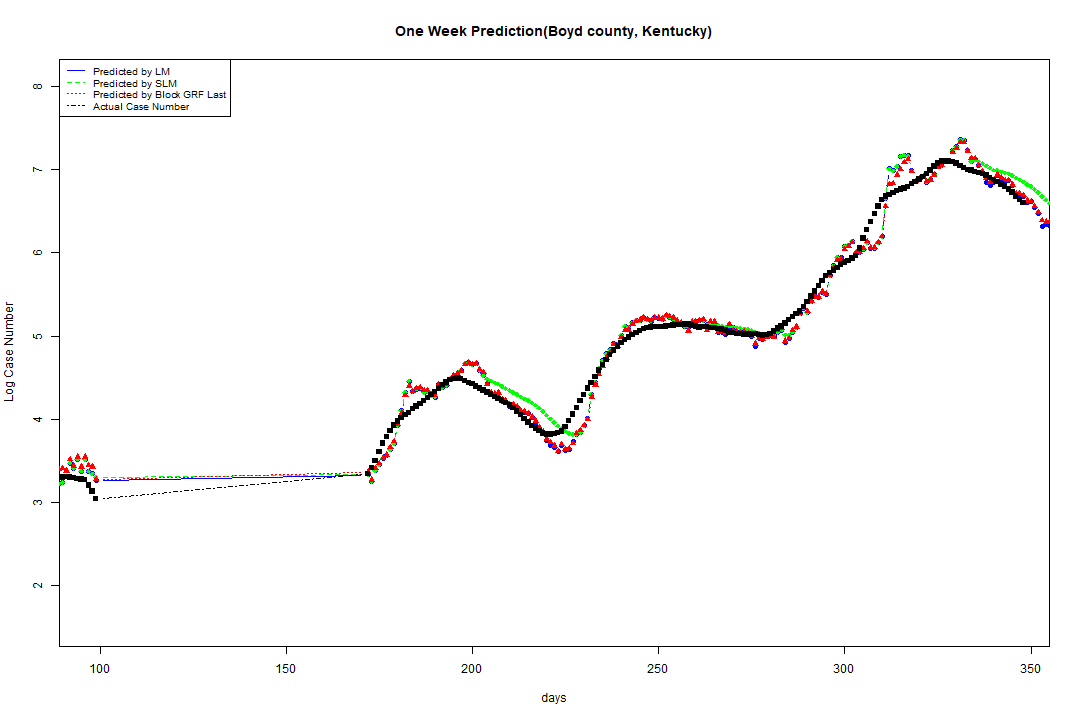 One Week Prediction(Boyd county, Kentucky)
Predicted by LM
Predicted by SLM
Predicted by Block GRF Last
Actual Case Number
8
7
6
5
4
3
2
Log Case Number
100 150 200 250 300 350
days